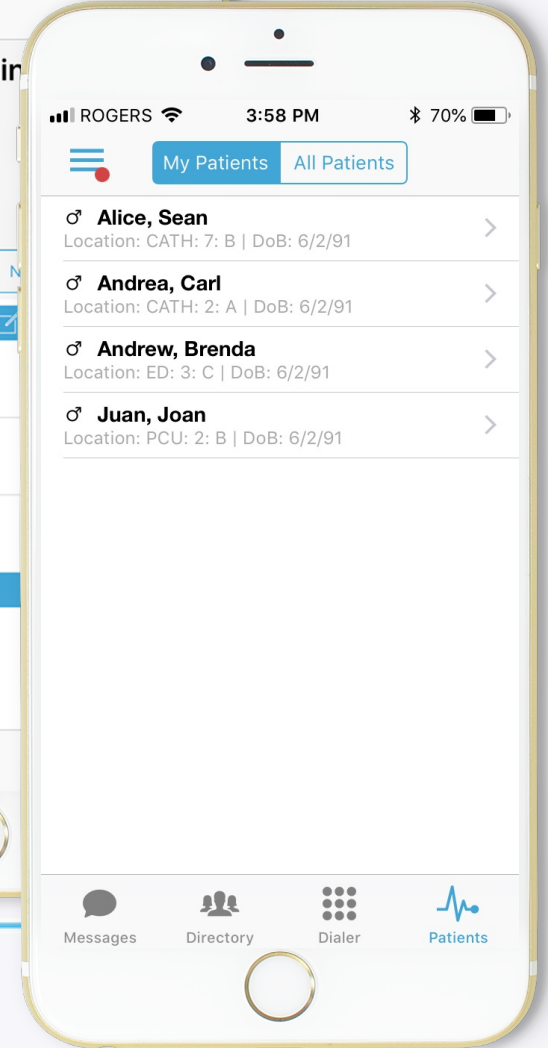 in
ROGERS 3:58 PM 70%
My Patients All Patients
N
♂ Alice, Sean
Location: CATH: 7: B | DoB: 6/2/91
♂ Andrea, Carl
Location: CATH: 2: A | DoB: 6/2/91
♂ Andrew, Brenda
Location: ED: 3: C | DoB: 6/2/91
♂ Juan, Joan
Location: PCU: 2: B | DoB: 6/2/91
Messages Directory Dialer Patients